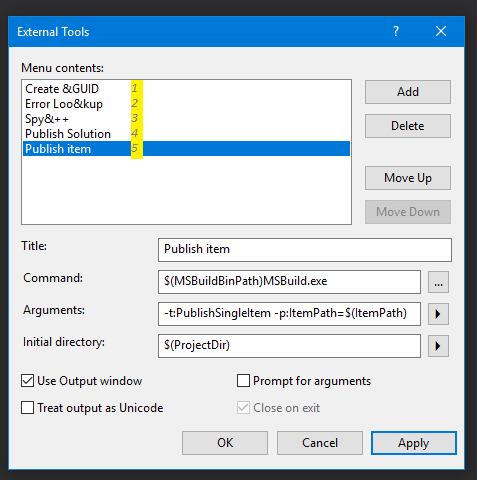 External Tools
?
Menu contents:
Create &GUID 1
Error Loo&kup 2
Spy&++ 3
Publish Solution 4
Publish item 5
Add
Delete
Move Up
Move Down
Title: Publish item
Command: $(MSBuildBinPath)MSBuild.exe ...
Arguments: -t:PublishSingleItem -p:ItemPath=$(ItemPath)
Initial directory: $(ProjectDir)
Use Output window Prompt for arguments
Treat output as Unicode Close on exit
OK Cancel Apply